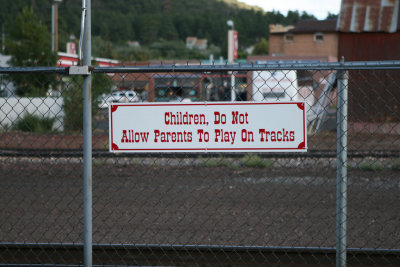 Children, Do Not
Allow Parents To Play On Tracks